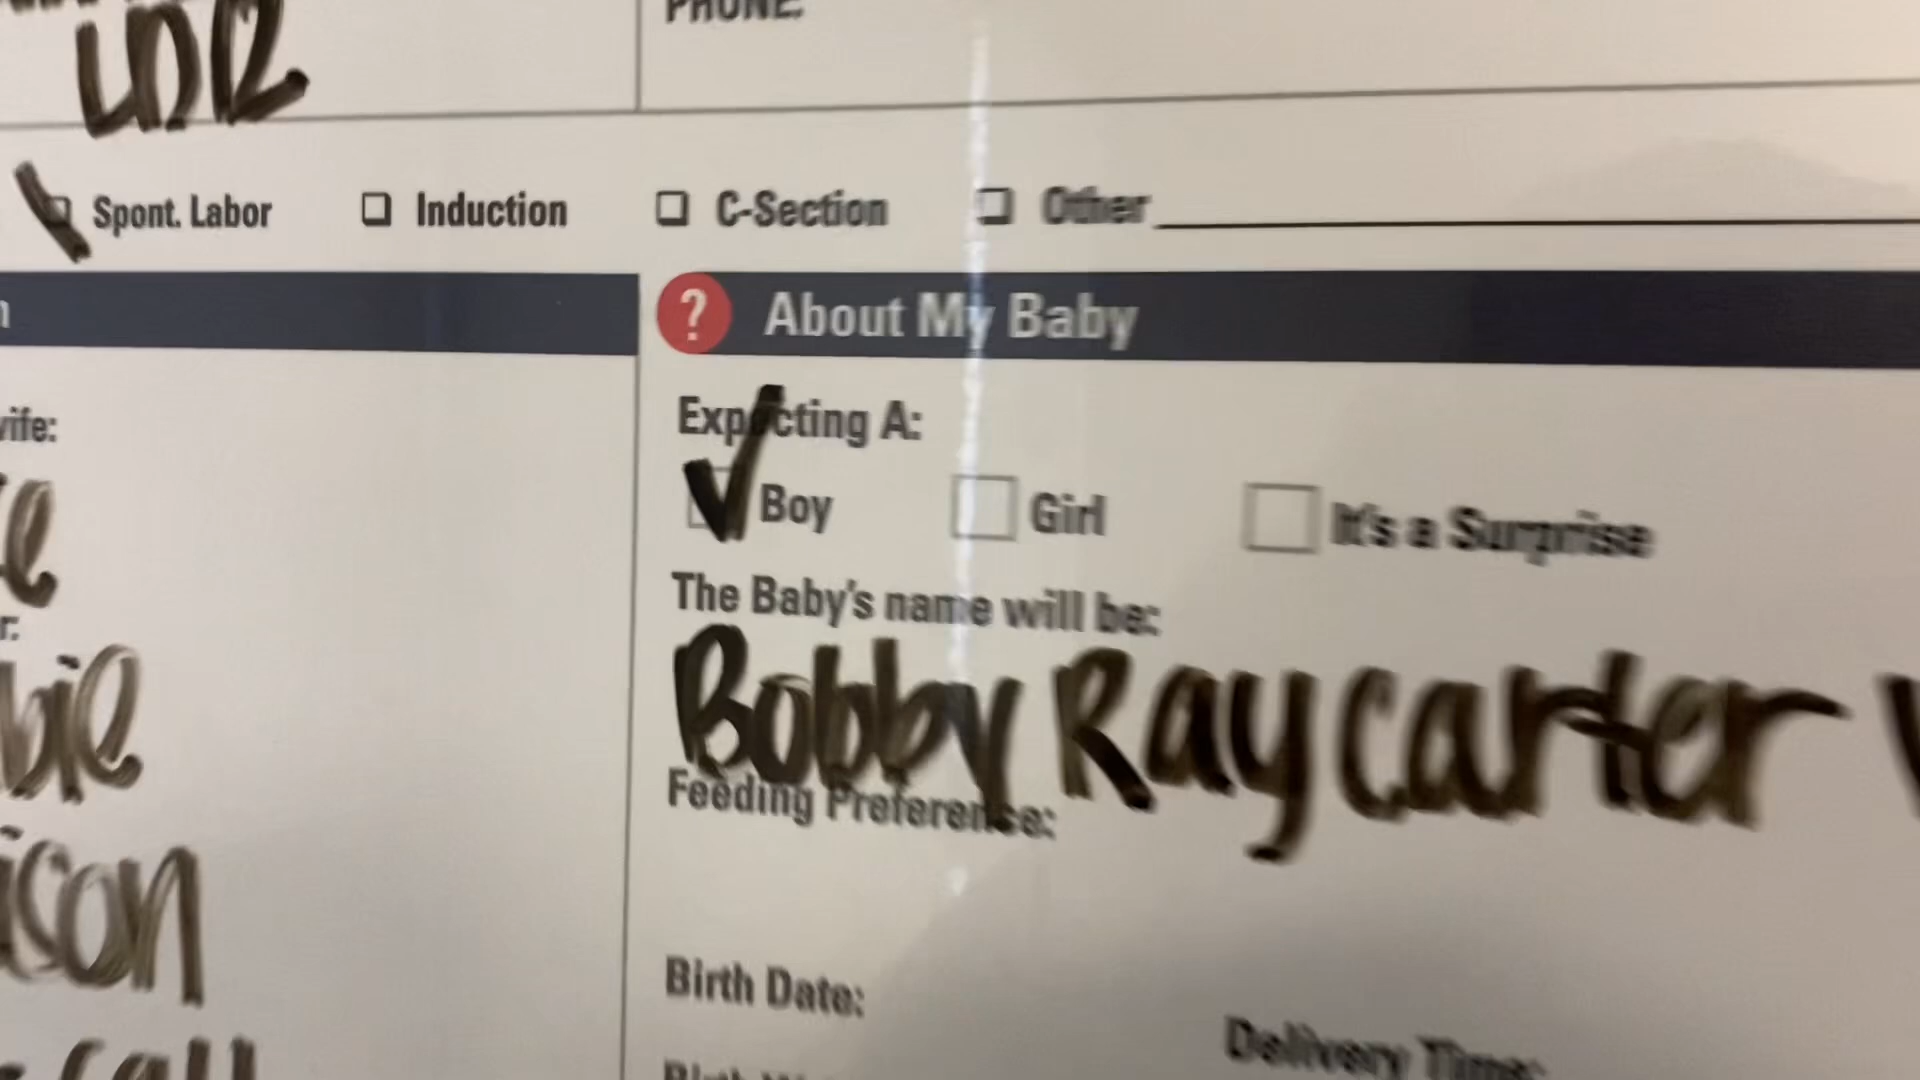 LDR
PHONE:
Spont. Labor Induction C-Section Other
About My Baby
Expecting A:
Boy Girl It's a Surprise
The Baby's name will be:
Bobby Ray Carter
Feeding Preference:
Birth Date:
Delivery Time: